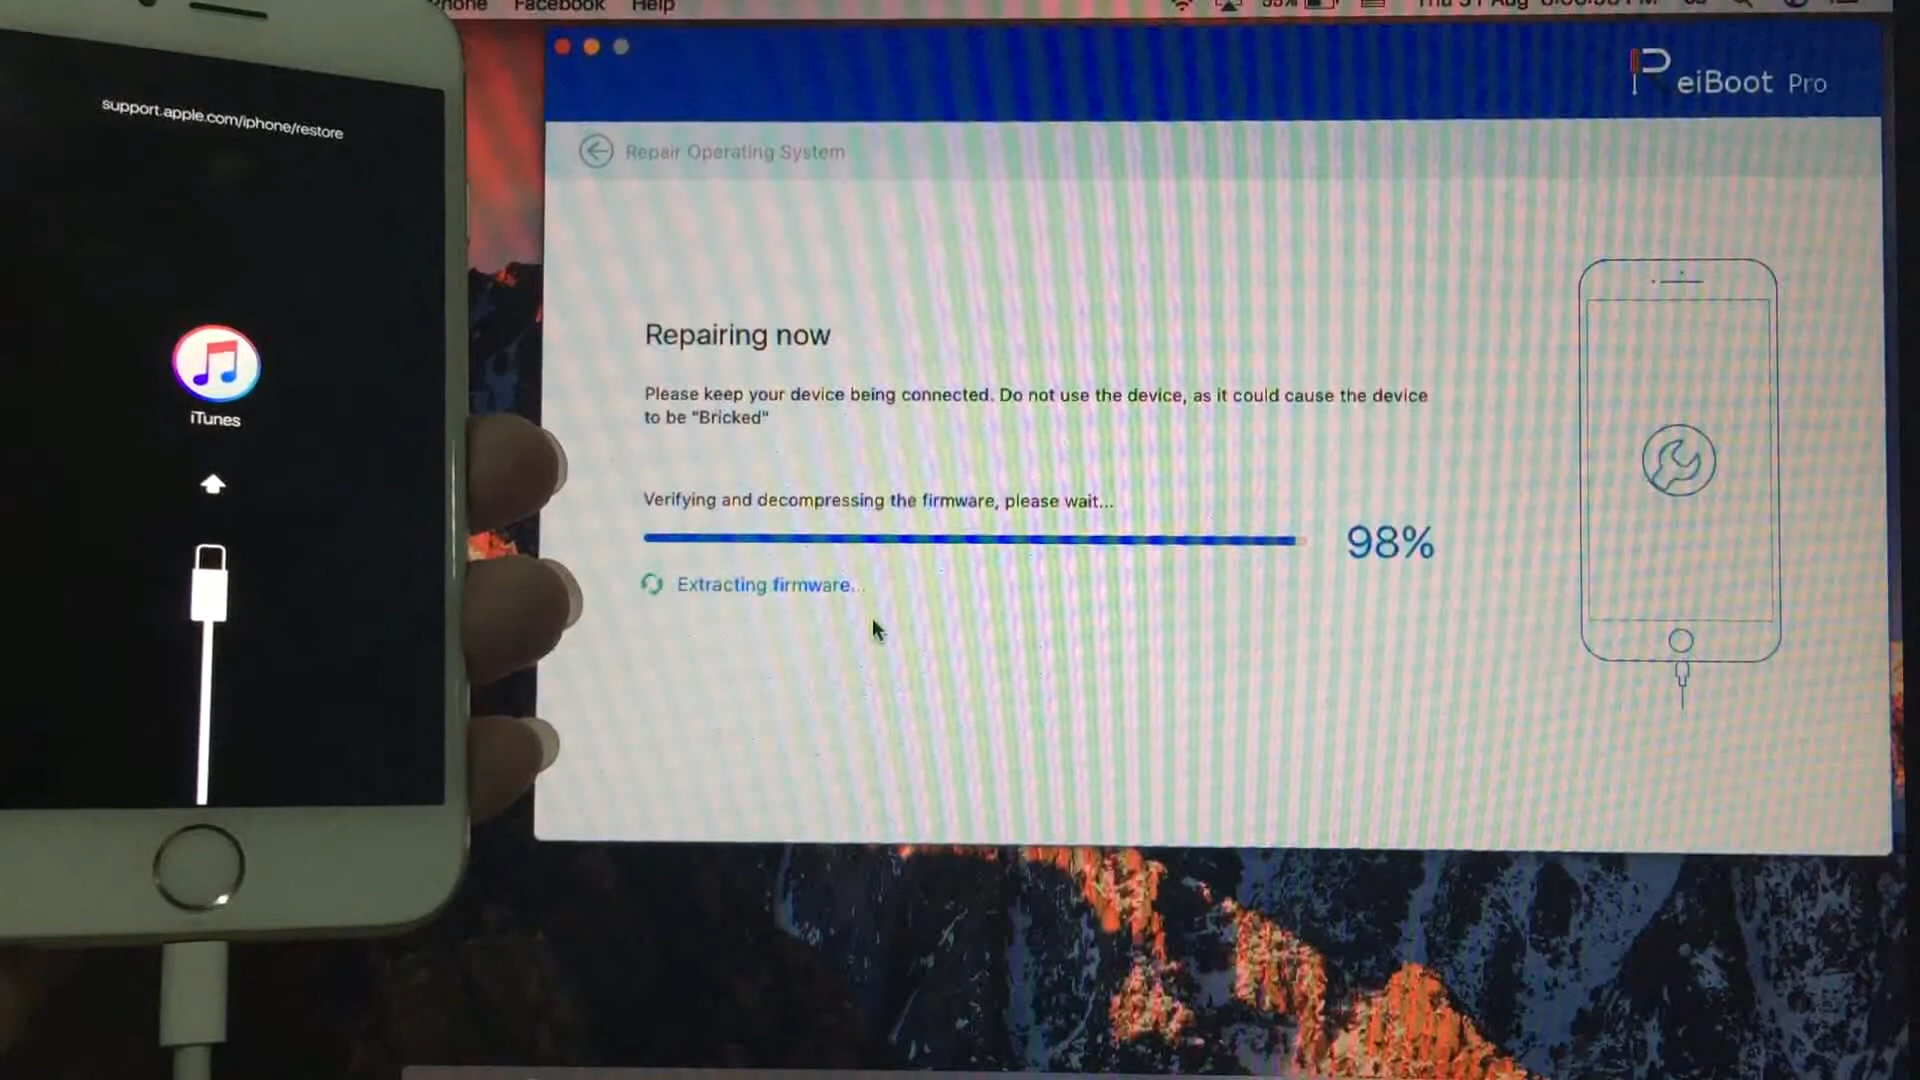 Facebook Help
support.apple.com/iphone/restore
iTunes
ReiBoot Pro
Repair Operating System
Repairing now
Please keep your device being connected. Do not use the device, as it could cause the device
to be "Bricked"
Verifying and decompressing the firmware, please wait...
98%
Extracting firmware...